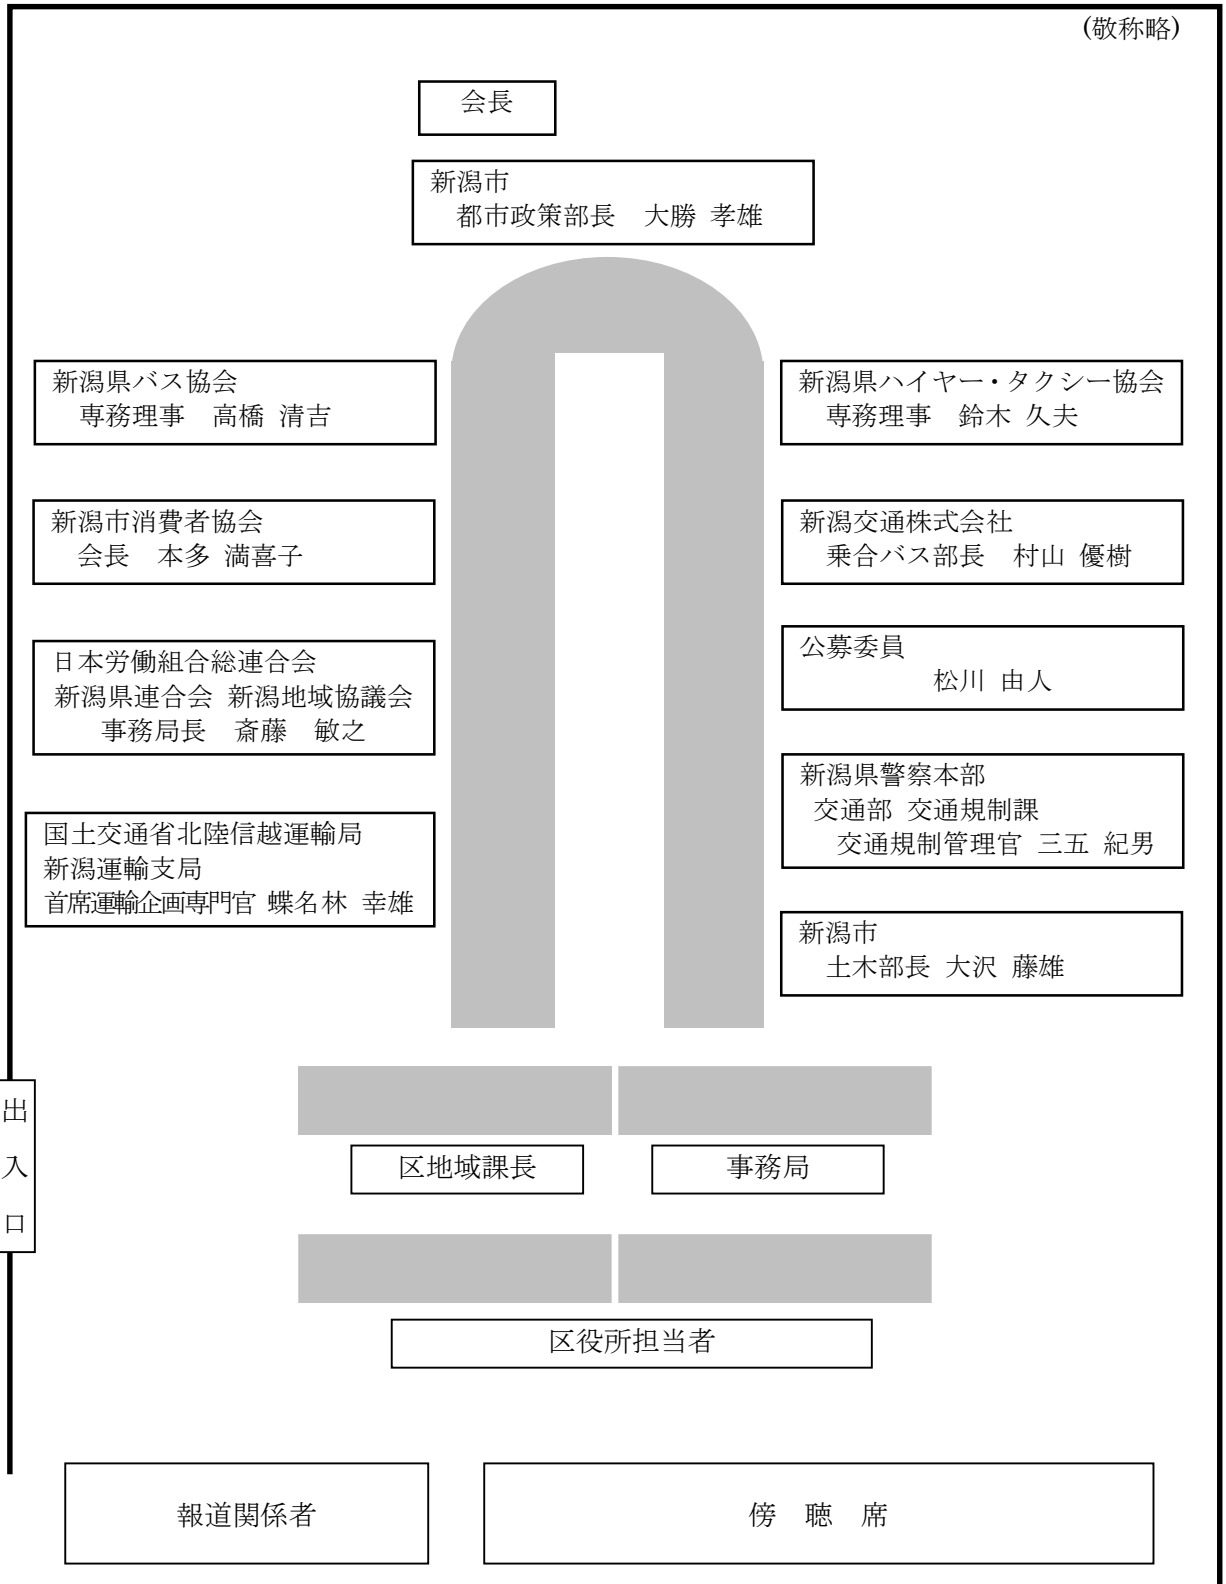 (敬称略)
会長
新潟市
都市政策部長　大勝 孝雄
新潟県バス協会
専務理事　高橋 清吉
新潟市消費者協会
会長　本多 満喜子
日本労働組合総連合会
新潟県連合会 新潟地域協議会
事務局長　斎藤　敏之
国土交通省北陸信越運輸局
新潟運輸支局
首席運輸企画専門官 蝶名林 幸雄
新潟県ハイヤー・タクシー協会
専務理事　鈴木 久夫
新潟交通株式会社
乗合バス部長　村山 優樹
公募委員
松川 由人
新潟県警察本部
交通部 交通規制課
交通規制管理官 三五 紀男
新潟市
土木部長 大沢 藤雄
出入口
区地域課長
事務局
区役所担当者
報道関係者
傍　聴　席